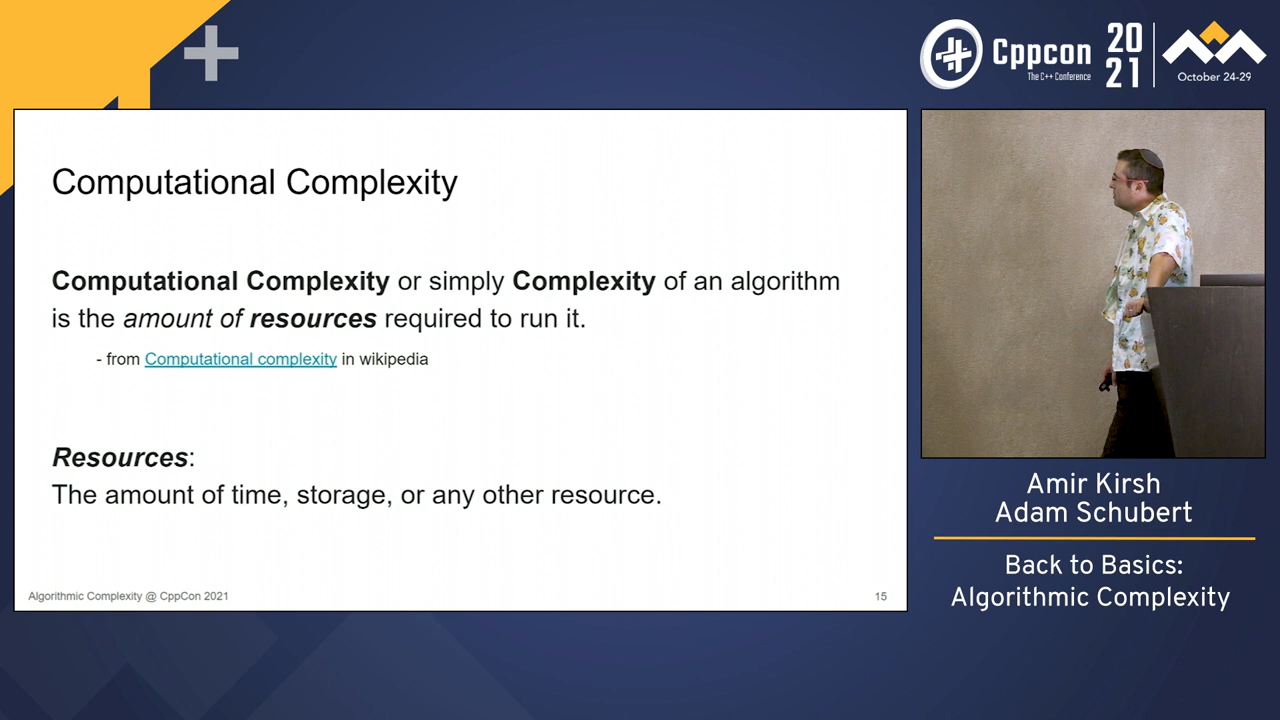 Cppcon
The C++ Conference
20
21
October 24-29
Computational Complexity
Computational Complexity or simply Complexity of an algorithm
is the amount of resources required to run it.
- from Computational complexity in wikipedia
Resources:
The amount of time, storage, or any other resource.
Algorithmic Complexity @ CppCon 2021
15
Amir Kirsh
Adam Schubert
Back to Basics:
Algorithmic Complexity